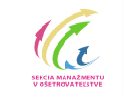 SEKCIA MANAŽMENTU
V OŠETROVATEĽSTVE